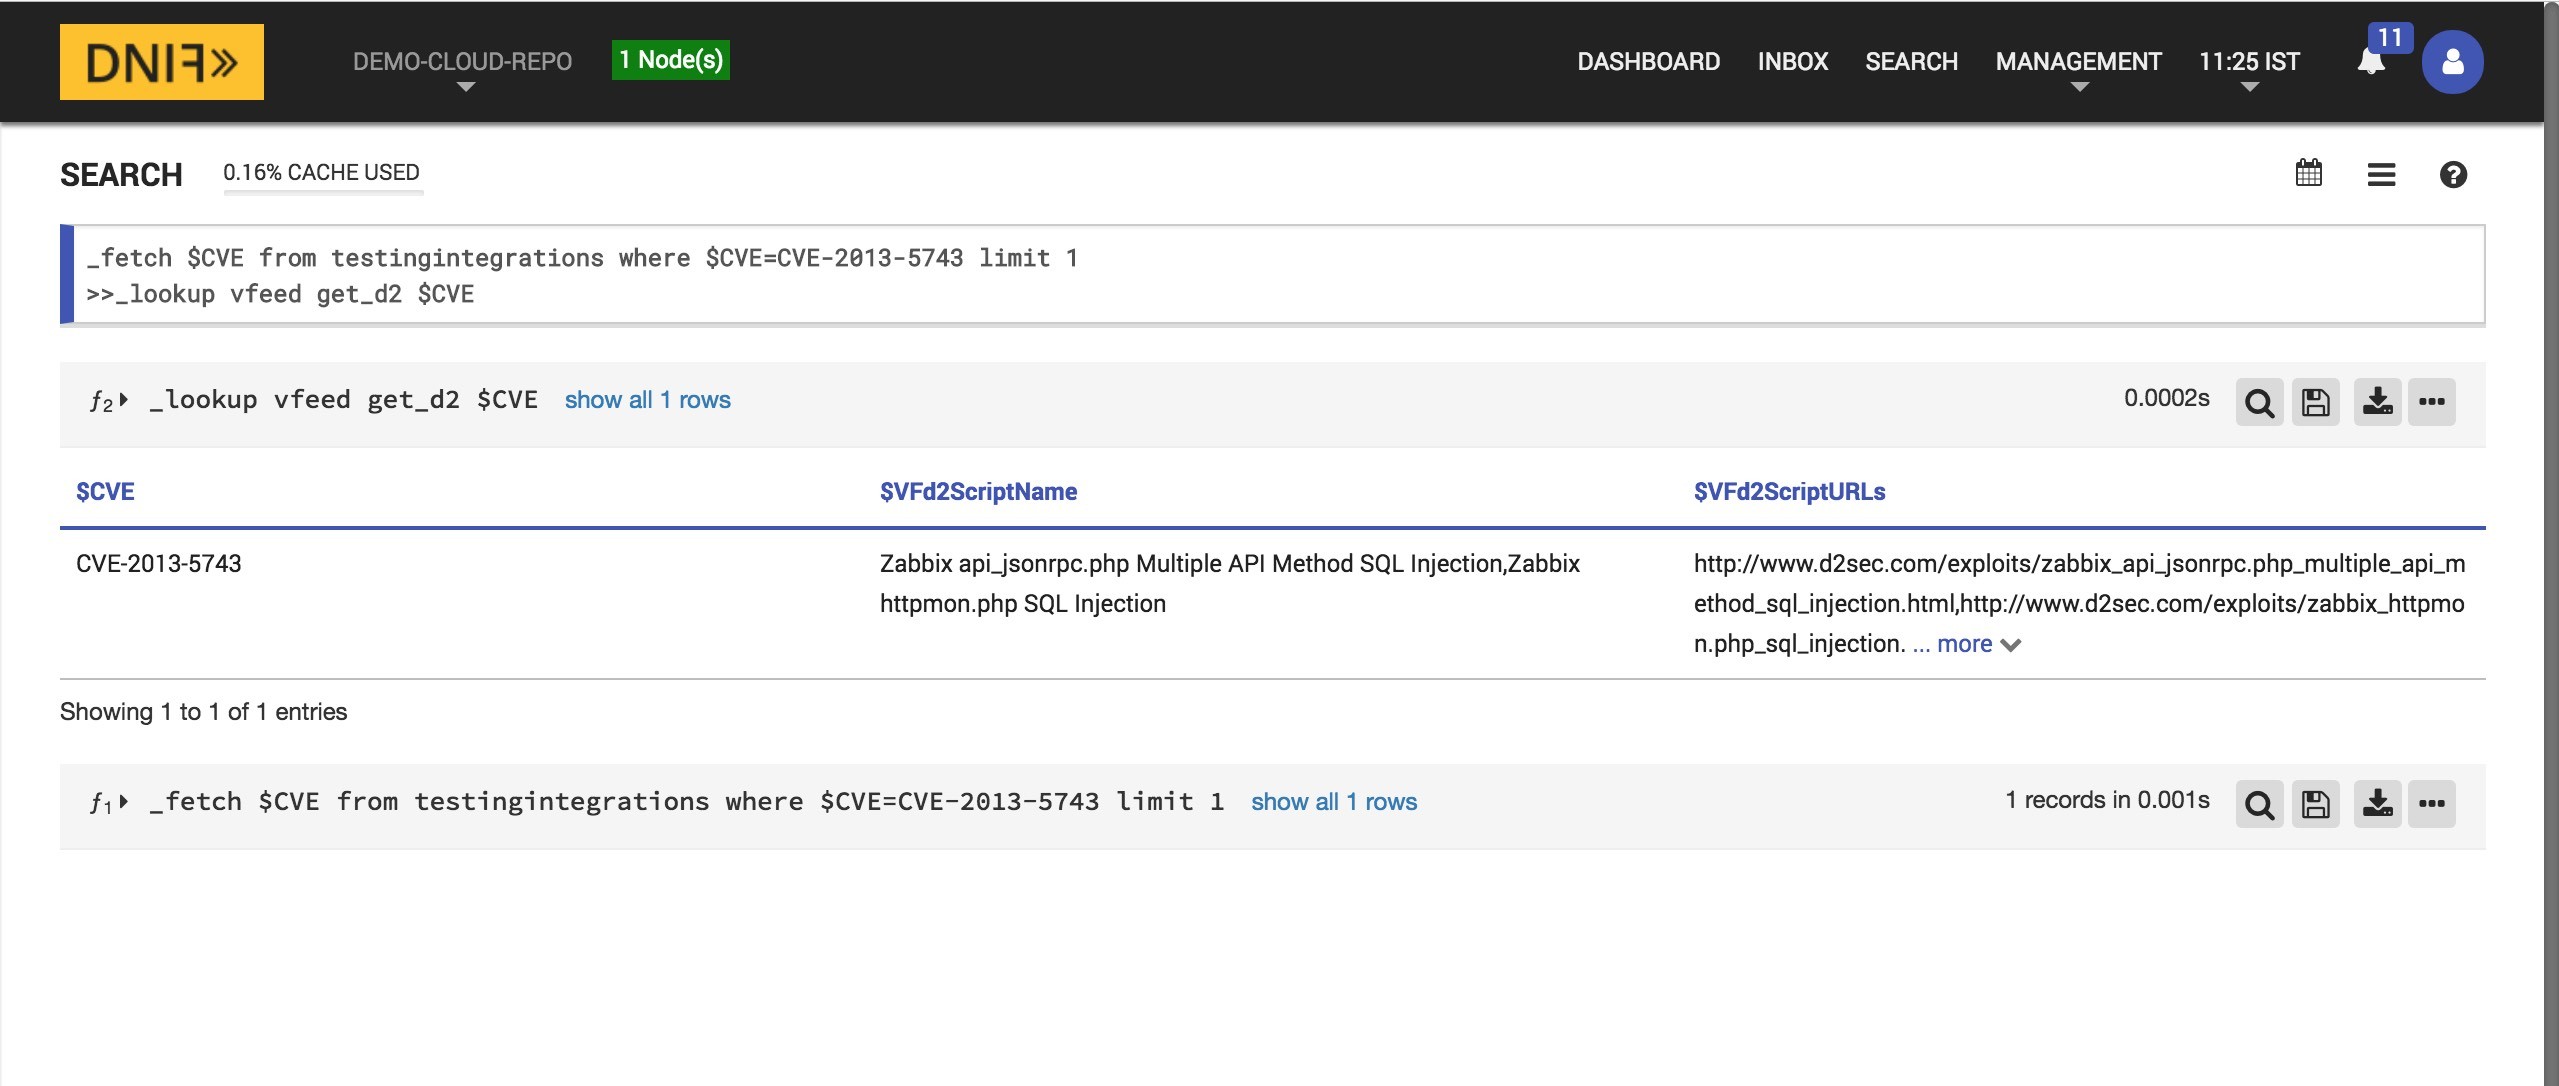 DNIF»
DEMO-CLOUD-REPO
1 Node(s)
DASHBOARD
INBOX
SEARCH
MANAGEMENT
11:25 IST
11
SEARCH
0.16% CACHE USED
_fetch $CVE from testingintegrations where $CVE=CVE-2013-5743 limit 1
>>_lookup vfeed get_d2 $CVE
ƒ2 _lookup vfeed get_d2 $CVE show all 1 rows
0.0002s
$CVE
$VFd2ScriptName
$VFd2ScriptURLs
CVE-2013-5743
Zabbix api_jsonrpc.php Multiple API Method SQL Injection,Zabbix
httpmon.php SQL Injection
http://www.d2sec.com/exploits/zabbix_api_jsonrpc.php_multiple_api_m
ethod_sql_injection.html,http://www.d2sec.com/exploits/zabbix_httpmo
n.php_sql_injection. ... more
Showing 1 to 1 of 1 entries
ƒ1 _fetch $CVE from testingintegrations where $CVE=CVE-2013-5743 limit 1 show all 1 rows
1 records in 0.001s